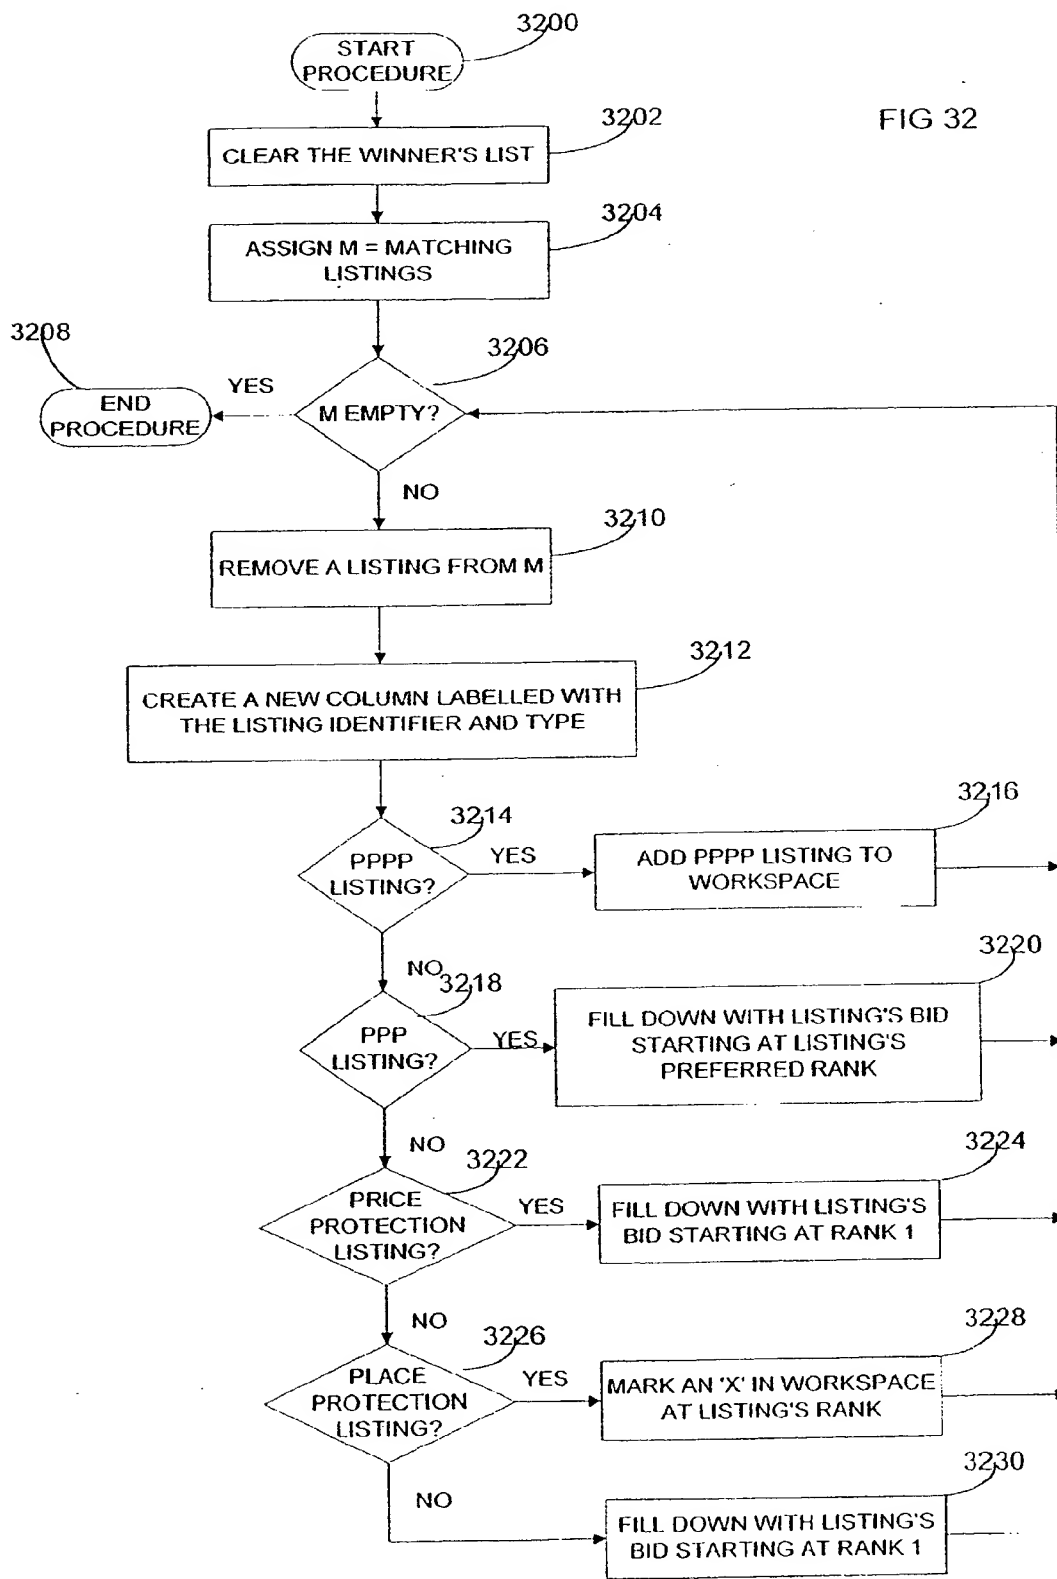 3200
START
PROCEDURE
FIG 32
3202
CLEAR THE WINNER'S LIST
3204
ASSIGN M = MATCHING
LISTINGS
3208
3206
YES
END
PROCEDURE
M EMPTY?
NO
3210
REMOVE A LISTING FROM M
3212
CREATE A NEW COLUMN LABELLED WITH
THE LISTING IDENTIFIER AND TYPE
3214
3216
PPPP
LISTING?
YES
ADD PPPP LISTING TO
WORKSPACE
NO
3218
3220
PPP
LISTING?
YES
FILL DOWN WITH LISTING'S BID
STARTING AT LISTING'S
PREFERRED RANK
NO
3222
3224
PRICE
PROTECTION
LISTING?
YES
FILL DOWN WITH LISTING'S
BID STARTING AT RANK 1
NO
3226
3228
PLACE
PROTECTION
LISTING?
YES
MARK AN 'X' IN WORKSPACE
AT LISTING'S RANK
NO
3230
FILL DOWN WITH LISTING'S
BID STARTING AT RANK 1